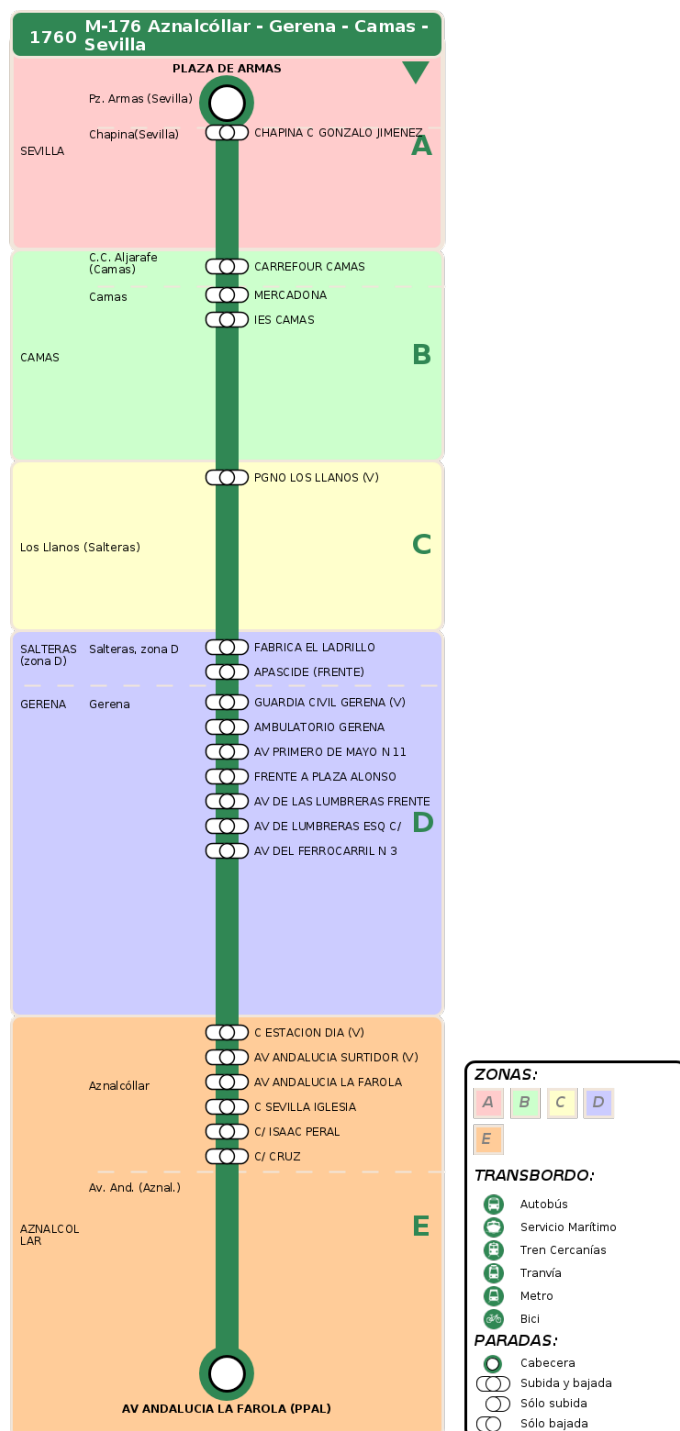 1760 M-176 Aznalcóllar - Gerena - Camas -
Sevilla
PLAZA DE ARMAS
Pz. Armas (Sevilla)
Chapina(Sevilla)
CHAPINA C GONZALO JIMENEZ
SEVILLA
A
C.C. Aljarafe
(Camas)
CARREFOUR CAMAS
Camas
MERCADONA
IES CAMAS
CAMAS
B
PGNO LOS LLANOS (V)
Los Llanos (Salteras)
C
SALTERAS
(zona D)
Salteras, zona D
FABRICA EL LADRILLO
APASCIDE (FRENTE)
GERENA
Gerena
GUARDIA CIVIL GERENA (V)
AMBULATORIO GERENA
AV PRIMERO DE MAYO N 11
FRENTE A PLAZA ALONSO
AV DE LAS LUMBRERAS FRENTE
AV DE LUMBRERAS ESQ C/
D
AV DEL FERROCARRIL N 3
C ESTACION DIA (V)
AV ANDALUCIA SURTIDOR (V)
Aznalcóllar
AV ANDALUCIA LA FAROLA
C SEVILLA IGLESIA
C/ ISAAC PERAL
C/ CRUZ
Av. And. (Aznal.)
AZNALCOL
LAR
E
AV ANDALUCIA LA FAROLA (PPAL)
ZONAS:
A B C D
E
TRANSBORDO:
Autobús
Servicio Marítimo
Tren Cercanías
Tranvía
Metro
Bici
PARADAS:
Cabecera
Subida y bajada
Sólo subida
Sólo bajada